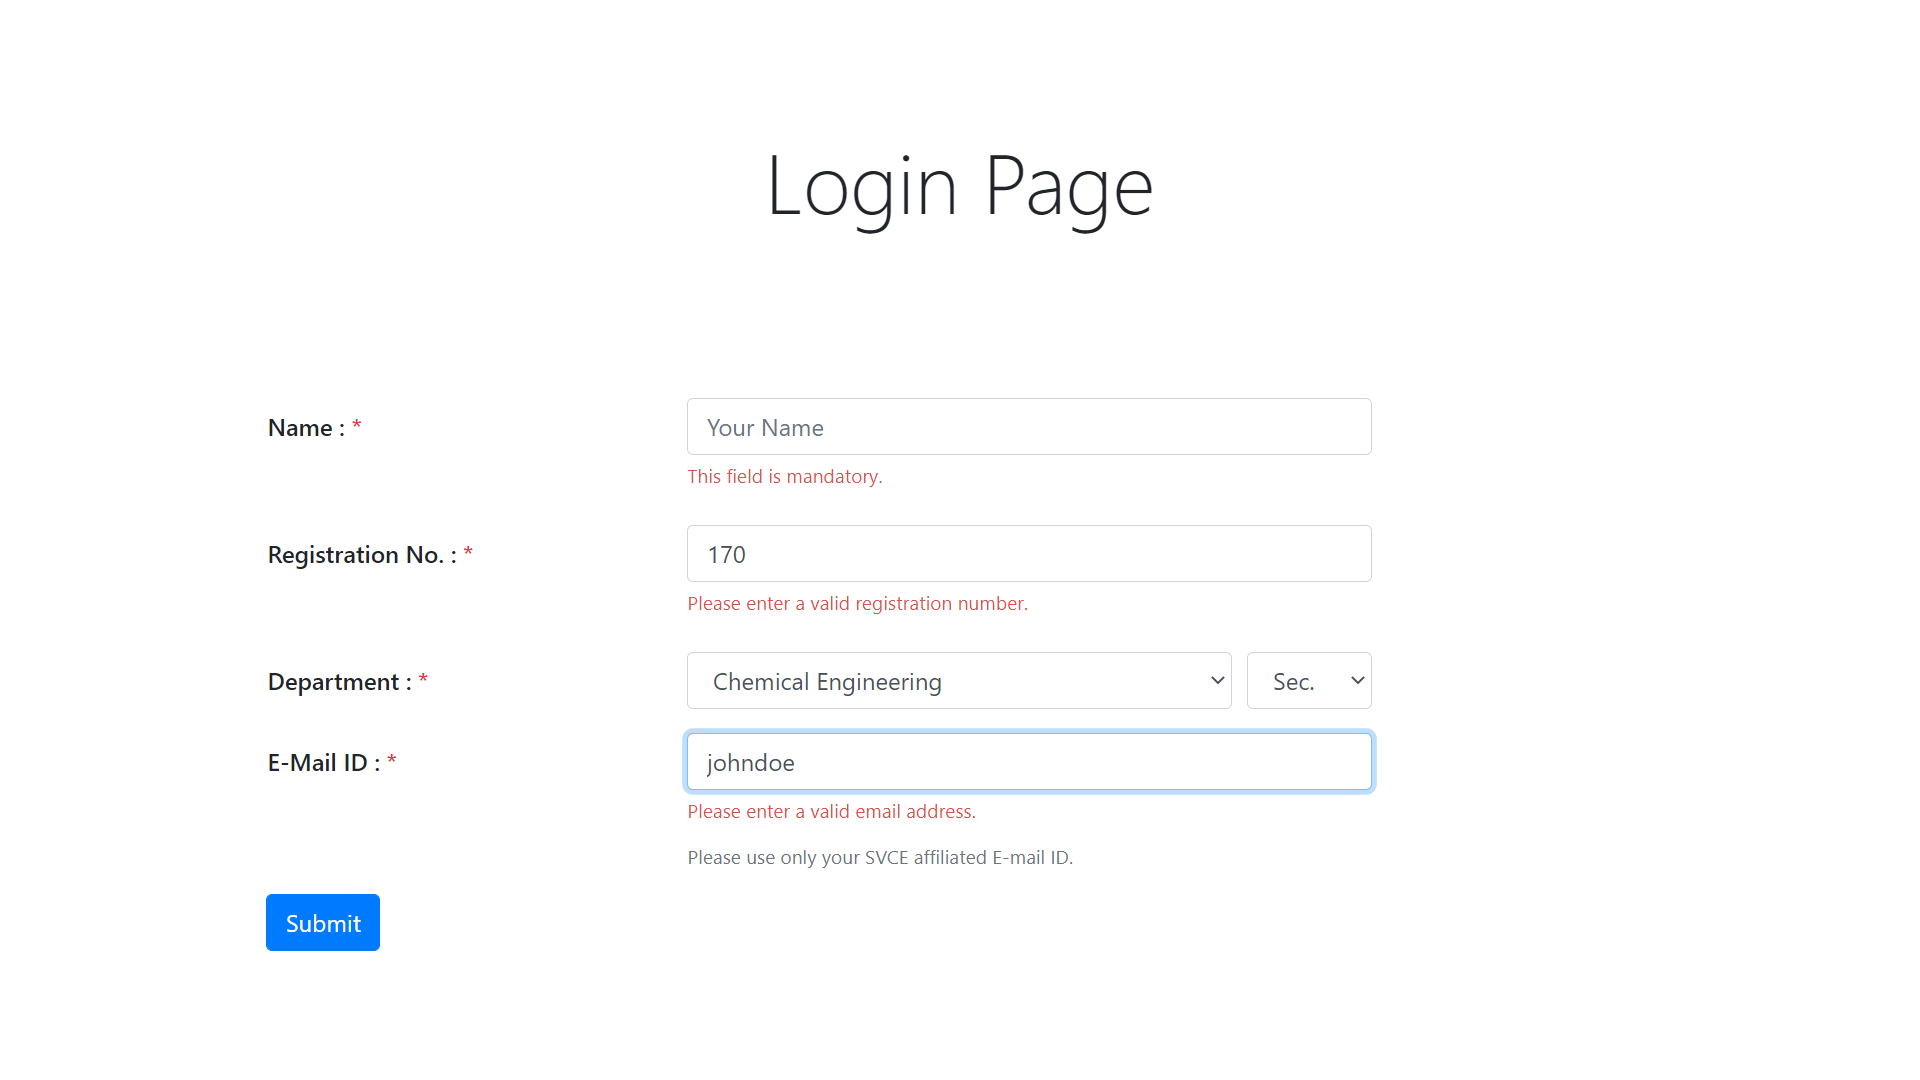 Login Page
Name : *
Your Name
This field is mandatory.
Registration No. : *
170
Please enter a valid registration number.
Department : *
Chemical Engineering
Sec.
E-Mail ID : *
johndoe
Please enter a valid email address.
Please use only your SVCE affiliated E-mail ID.
Submit